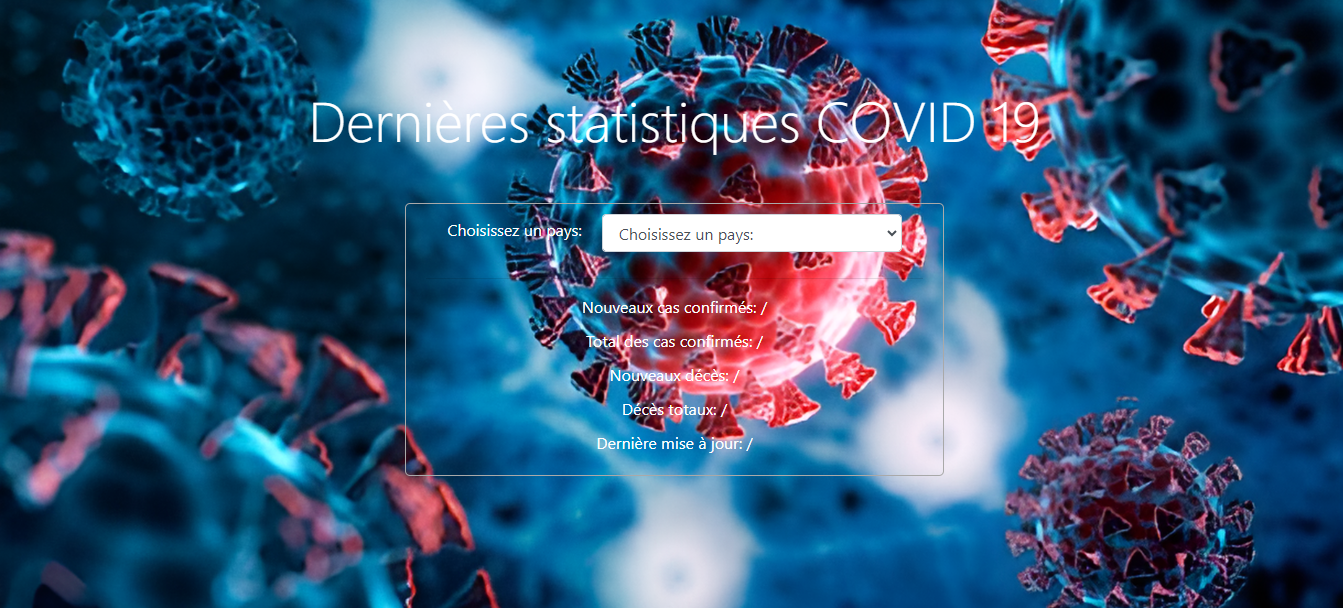 Dernières statistiques COVID 19
Choisissez un pays: Choisissez un pays:
Nouveaux cas confirmés: /
Total des cas confirmés: /
Nouveaux décès: /
Décès totaux: /
Dernière mise à jour: /